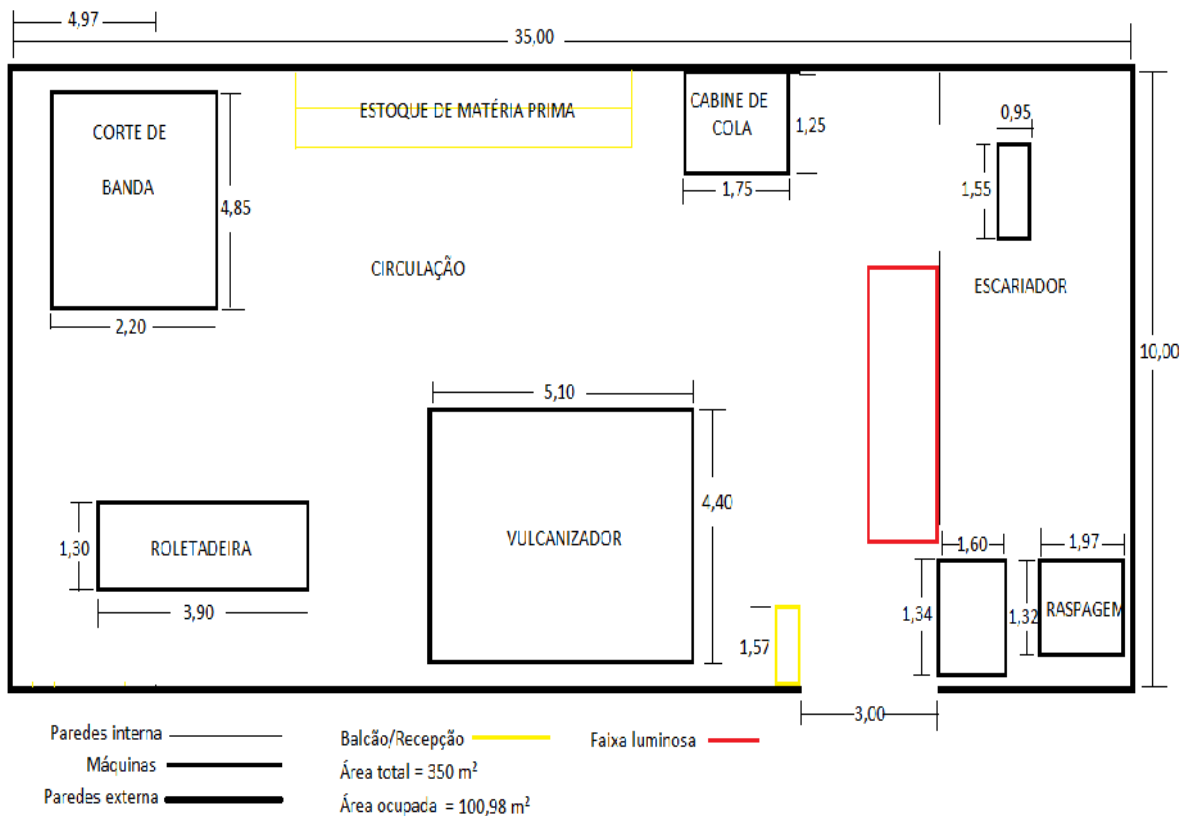 4,97
35,00
CORTE DE
BANDA
4,85
2,20
ESTOQUE DE MATÉRIA PRIMA
CABINE DE
COLA
1,25
1,75
0,95
1,55
ESCARIADOR
10,00
CIRCULAÇÃO
5,10
4,40
VULCANIZADOR
1,30
ROLETADEIRA
3,90
1,57
1,60
1,97
1,34
1,32
RASPAGEM
3,00
Paredes interna
Máquinas
Paredes externa
Balcão/Recepção
Área total = 350 m²
Área ocupada = 100,98 m²
Faixa luminosa